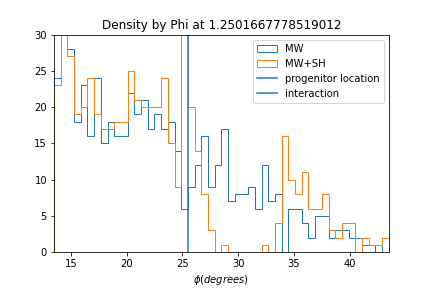 Density by Phi at 1.2501667778519012
30
25
20
15
10
5
0
MW
MW+SH
progenitor location
interaction
15 20 25 30 35 40
ϕ(degrees)